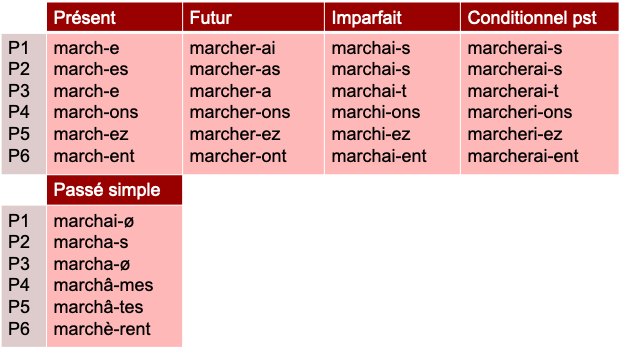 Présent Futur Imparfait Conditionnel pst
P1 march-e marcher-ai marchai-s marcherai-s
P2 march-es marcher-as marchai-s marcherai-s
P3 march-e marcher-a marchai-t marcherai-t
P4 march-ons marcher-ons marchi-ons marcheri-ons
P5 march-ez marcher-ez marchi-ez marcheri-ez
P6 march-ent marcher-ont marchai-ent marcherai-ent
Passé simple
P1 marchai-ø
P2 marcha-s
P3 marcha-ø
P4 marchâ-mes
P5 marchâ-tes
P6 marchè-rent